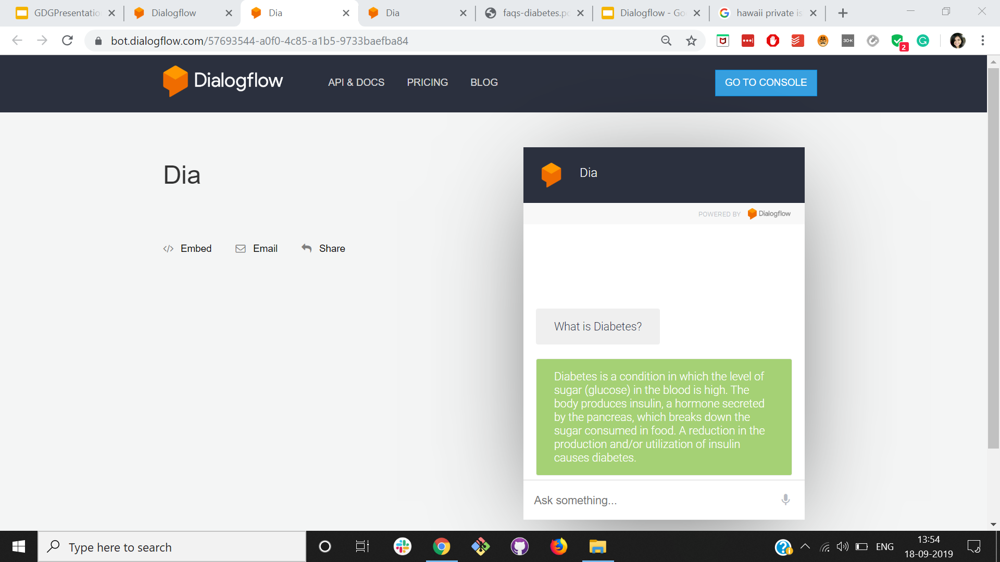 GDGPresentatio
Dialogflow
Dia
Dia
faqs-diabetes.pd
Dialogflow - Go
hawaii private is
bot.dialogflow.com/57693544-a0f0-4c85-a1b5-9733baefba84
30+K
2
Dialogflow
API & DOCS
PRICING
BLOG
GO TO CONSOLE
Dia
Embed
Email
Share
Dia
POWERED BY Dialogflow
What is Diabetes?
Diabetes is a condition in which the level of
sugar (glucose) in the blood is high. The
body produces insulin, a hormone secreted
by the pancreas, which breaks down the
sugar consumed in food. A reduction in the
production and/or utilization of insulin
causes diabetes.
Ask something...
Type here to search
ENG
13:54
18-09-2019